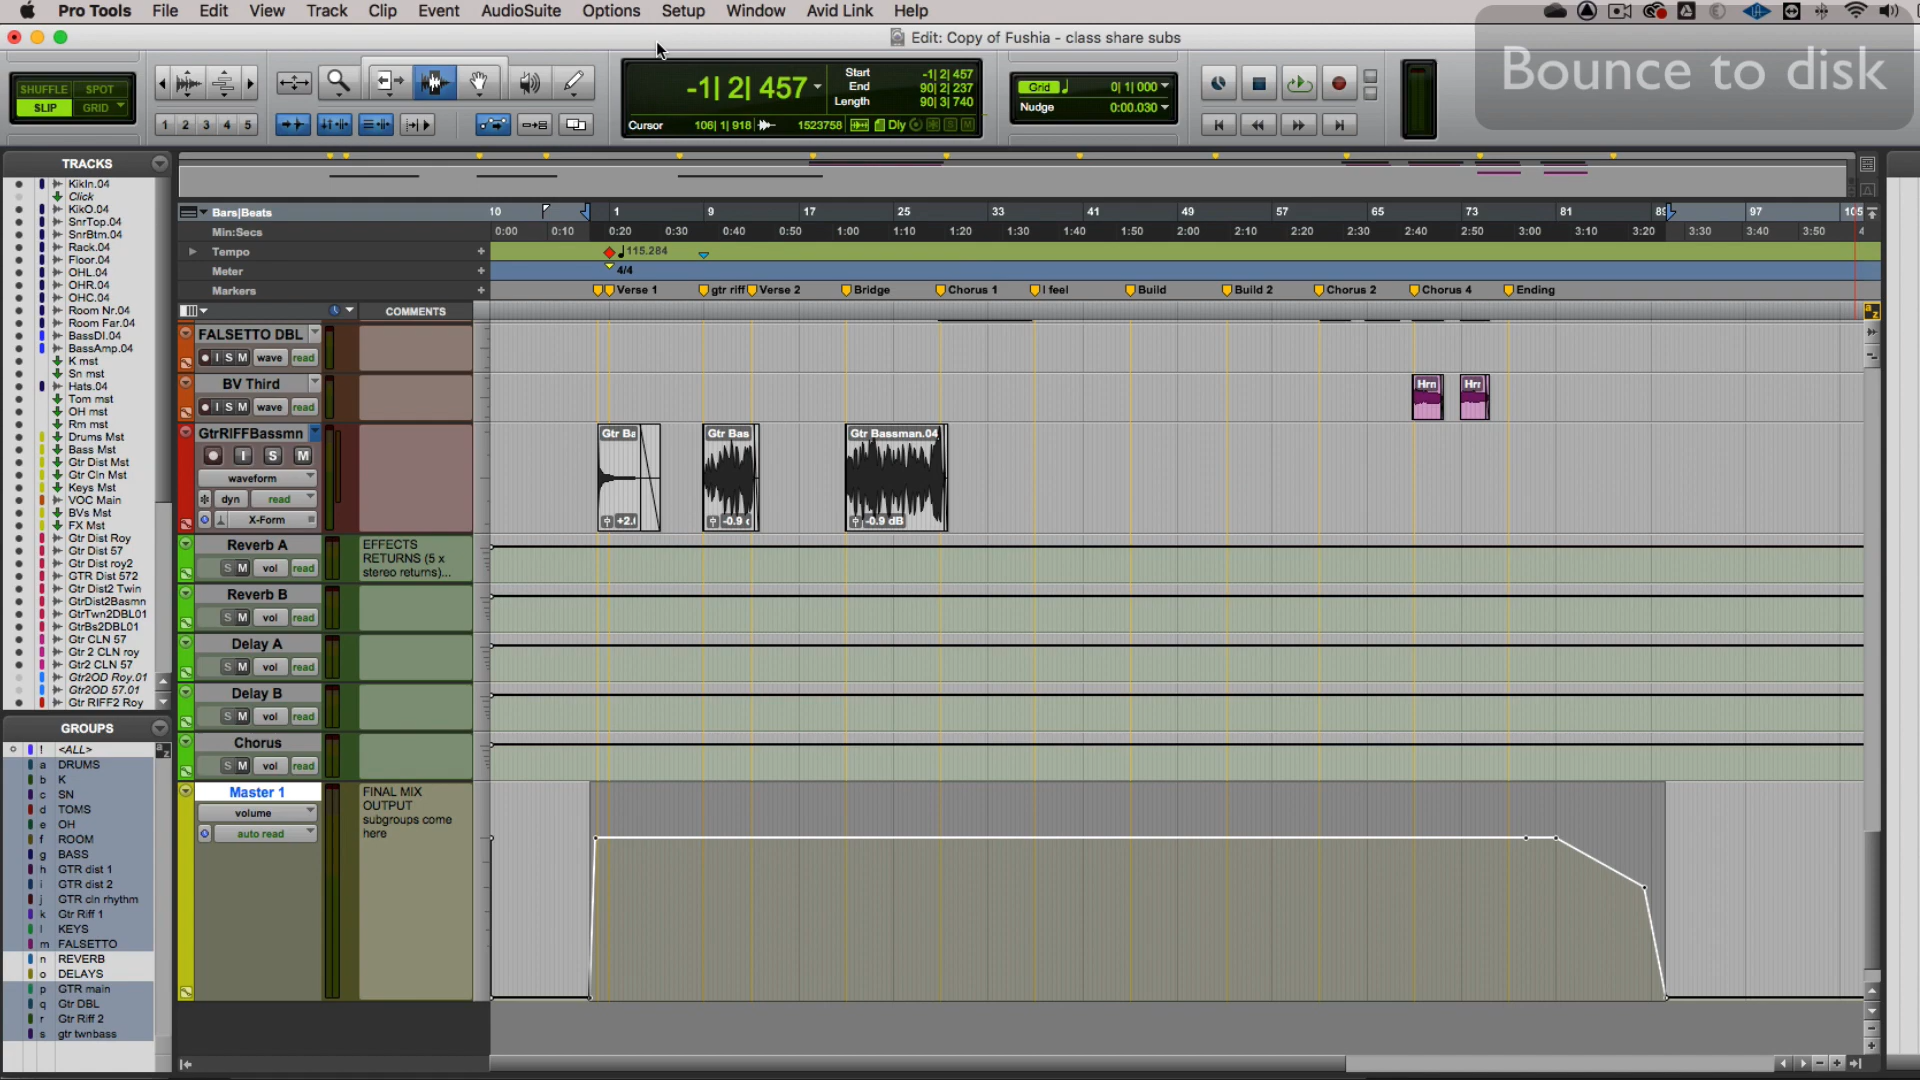 Pro Tools File Edit View Track Clip Event AudioSuite Options Setup Window Avid Link Help
Edit: Copy of Fushia - class share subs
Bounce to disk
SHUFFLE SPOT
SLIP GRID
1 2 3 4 5
-1| 2| 457
Start -1| 2| 457
End 90| 2| 237
Length 90| 3| 740
Cursor 106| 1| 918 1523758 Dly
Grid 0| 1| 000
Nudge 0:00.030
TRACKS
KikIn.04
Click
KikO.04
SnrTop.04
SnrBtm.04
Rack.04
Floor.04
OHL.04
OHR.04
OHC.04
Room Nr.04
Room Far.04
BassDI.04
BassAmp.04
K mst
Sn mst
Hats.04
Tom mst
OH mst
Rm mst
Drums Mst
Bass Mst
Gtr Dist Mst
Gtr Cln Mst
Keys Mst
VOC Main
BVs Mst
FX Mst
Gtr Dist Roy
Gtr Dist 57
Gtr Dist roy2
GTR Dist 572
Gtr Dist2 Twin
GtrDist2Basmn
GtrTwn2DBL01
GtrBs2DBL01
Gtr CLN 57
Gtr 2 CLN roy
Gtr2 CLN 57
Gtr2OD Roy.01
Gtr2OD 57.01
Gtr RIFF2 Roy
GROUPS
! <ALL>
a DRUMS
b K
c SN
d TOMS
e OH
f ROOM
g BASS
h GTR dist 1
i GTR dist 2
j GTR cln rhythm
k Gtr Riff 1
l KEYS
m FALSETTO
n REVERB
o DELAYS
p GTR main
q Gtr DBL
r Gtr Riff 2
s gtr twnbass
Bars|Beats 10 1 9 17 25 33 41 49 57 65 73 81 89 97 105
Min:Secs 0:00 0:10 0:20 0:30 0:40 0:50 1:00 1:10 1:20 1:30 1:40 1:50 2:00 2:10 2:20 2:30 2:40 2:50 3:00 3:10 3:20 3:30 3:40 3:50 4
Tempo 115.284
Meter 4/4
Markers Verse 1 gtr riff Verse 2 Bridge Chorus 1 I feel Build Build 2 Chorus 2 Chorus 4 Ending
COMMENTS
FALSETTO DBL
I S M wave read
BV Third
I S M wave read
GtrRIFFBassmn
I S M
waveform
dyn read
X-Form
Gtr Ba Gtr Bas Gtr Bassman.04
+2. -0.9 -0.9 dB
Reverb A
S M vol read
EFFECTS
RETURNS (5 x
stereo returns)...
Reverb B
S M vol read
Delay A
S M vol read
Delay B
S M vol read
Chorus
S M vol read
Master 1
volume
auto read
FINAL MIX
OUTPUT
subgroups come
here